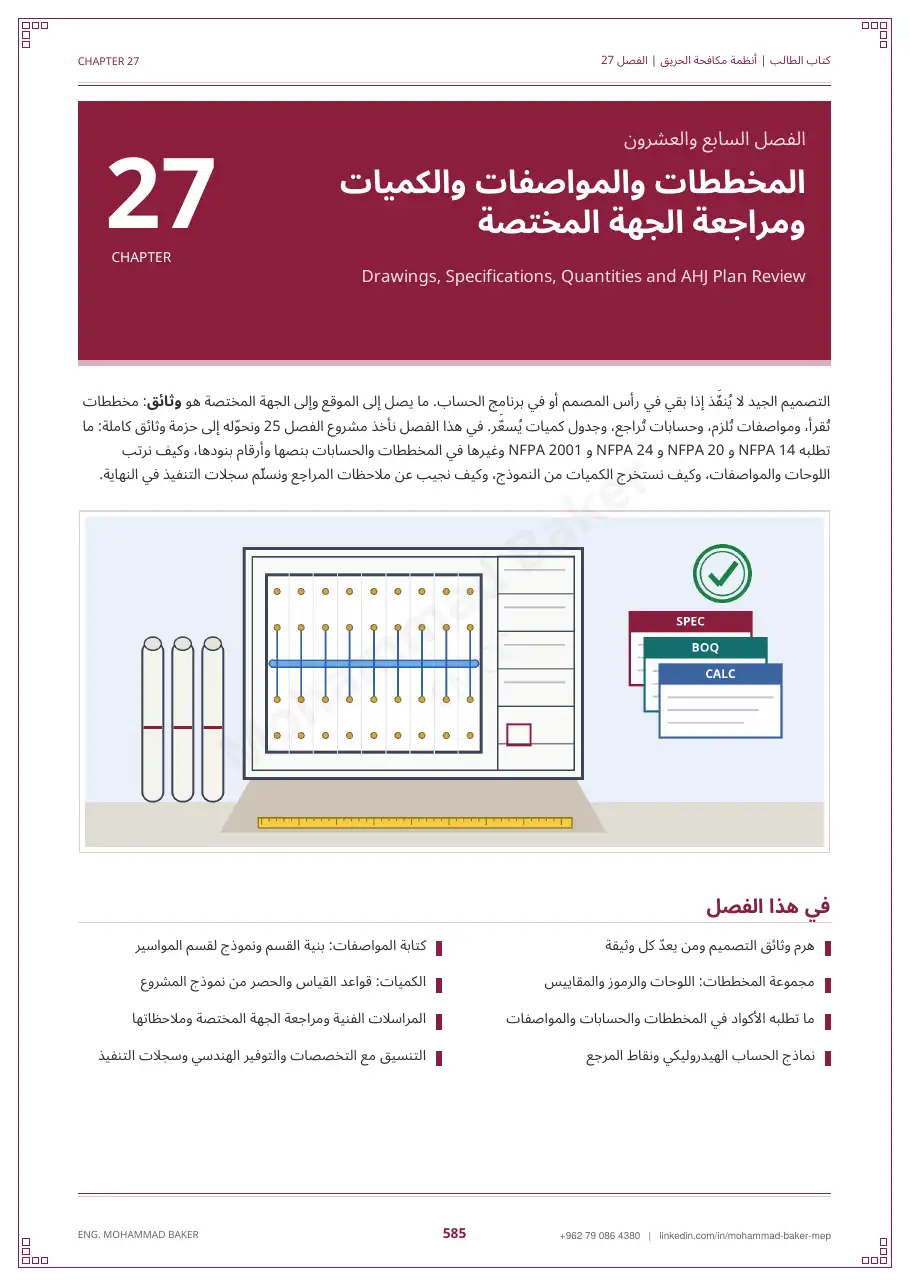 كتاب الطالب | أنظمة مكافحة الحريق | الفصل 27
CHAPTER 27
الفصل السابع والعشرون
المخططات والمواصفات والكميات
ومراجعة الجهة المختصة
Drawings, Specifications, Quantities and AHJ Plan Review
27
CHAPTER
التصميم الجيد لا يُنفَّذ إذا بقي في رأس المصمم أو في برنامج الحساب. ما يصل إلى الموقع وإلى الجهة المختصة هو وثائق: مخططات
تُقرأ، ومواصفات تُلزم، وحسابات تُراجع، وجدول كميات يُسعَّر. في هذا الفصل نأخذ مشروع الفصل 25 ونحوّله إلى حزمة وثائق كاملة: ما
تطلبه NFPA 14 و NFPA 20 و NFPA 24 و NFPA 2001 وغيرها في المخططات والحسابات بنصها وأرقام بنودها، وكيف نرتب
اللوحات والمواصفات، وكيف نستخرج الكميات من النموذج، وكيف نجيب عن ملاحظات المراجِع ونسلّم سجلات التنفيذ في النهاية.
Mohammad Baker
SPEC
BOQ
CALC
في هذا الفصل
هرم وثائق التصميم ومن يعدّ كل وثيقة
مجموعة المخططات: اللوحات والرموز والمقاييس
ما تطلبه الأكواد في المخططات والحسابات والمواصفات
نماذج الحساب الهيدروليكي ونقاط المرجع
كتابة المواصفات: بنية القسم ونموذج لقسم المواسير
الكميات: قواعد القياس والحصر من نموذج المشروع
المراسلات الفنية ومراجعة الجهة المختصة وملاحظاتها
التنسيق مع التخصصات والتوفير الهندسي وسجلات التنفيذ
ENG. MOHAMMAD BAKER
585
+962 79 086 4380 | linkedin.com/in/mohammad-baker-mep